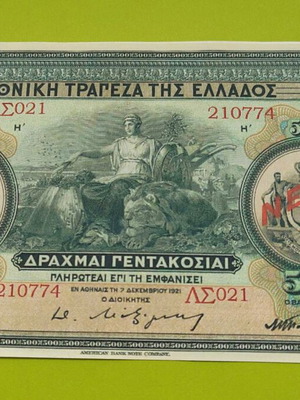 ΘΝΙΚΗ ΤΡΑΠΕΖΑ ΤΗΣ ΕΛΛΑΔΟΣ
ΛΣ021 210774
Η' Η'
ΔΡΑΧΜΑΙ ΠΕΝΤΑΚΟΣΙΑΙ
ΠΛΗΡΩΤΕΑΙ ΕΠΙ ΤΗ ΕΜΦΑΝΙΣΕΙ
ΕΝ ΑΘΗΝΑΙΣ ΤΗ 7 ΔΕΚΕΜΒΡΙΟΥ 1921
210774 Ο ΔΙΟΙΚΗΤΗΣ ΛΣ021
AMERICAN BANK NOTE COMPANY.